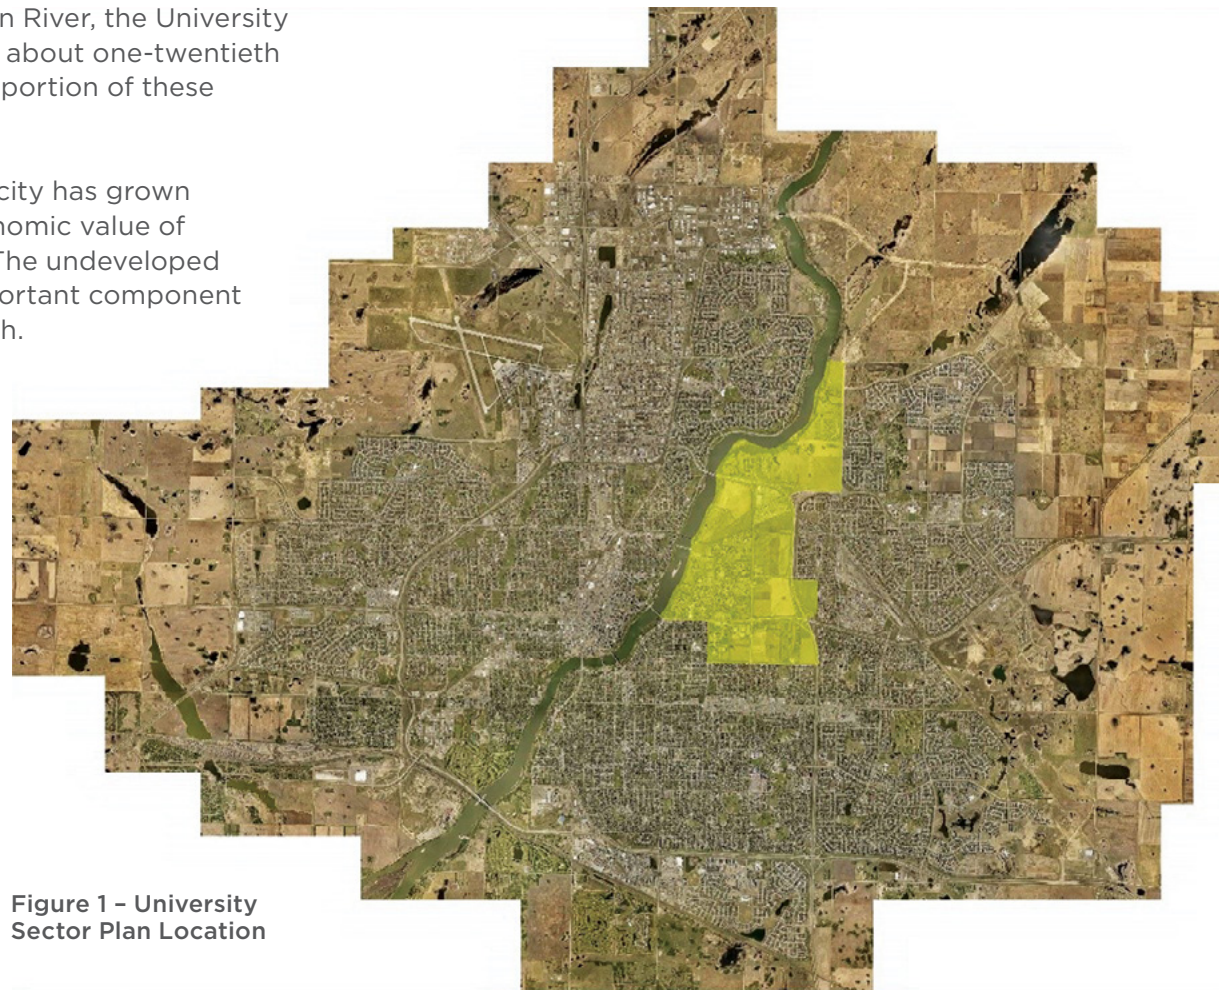 n River, the University
about one-twentieth
portion of these
city has grown
nomic value of
The undeveloped
portant component
h.
Figure 1 – University
Sector Plan Location